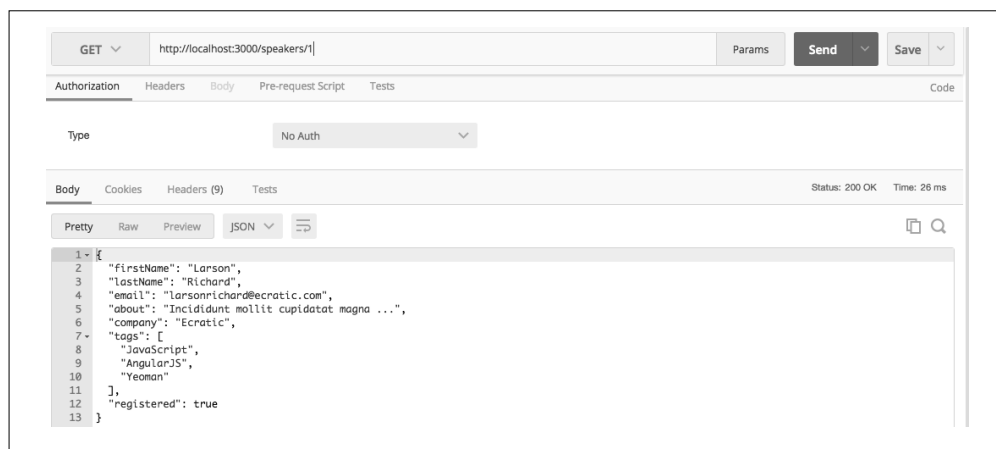 GET http://localhost:3000/speakers/1 Params Send Save
Authorization Headers Body Pre-request Script Tests Code
Type No Auth
Body Cookies Headers (9) Tests Status: 200 OK Time: 26 ms
Pretty Raw Preview JSON
1 {
2 "firstName": "Larson",
3 "lastName": "Richard",
4 "email": "larsonrichard@ecratic.com",
5 "about": "Incididunt mollit cupidatat magna ...",
6 "company": "Ecratic",
7 "tags": [
8 "JavaScript",
9 "AngularJS",
10 "Yeoman"
11 ],
12 "registered": true
13 }